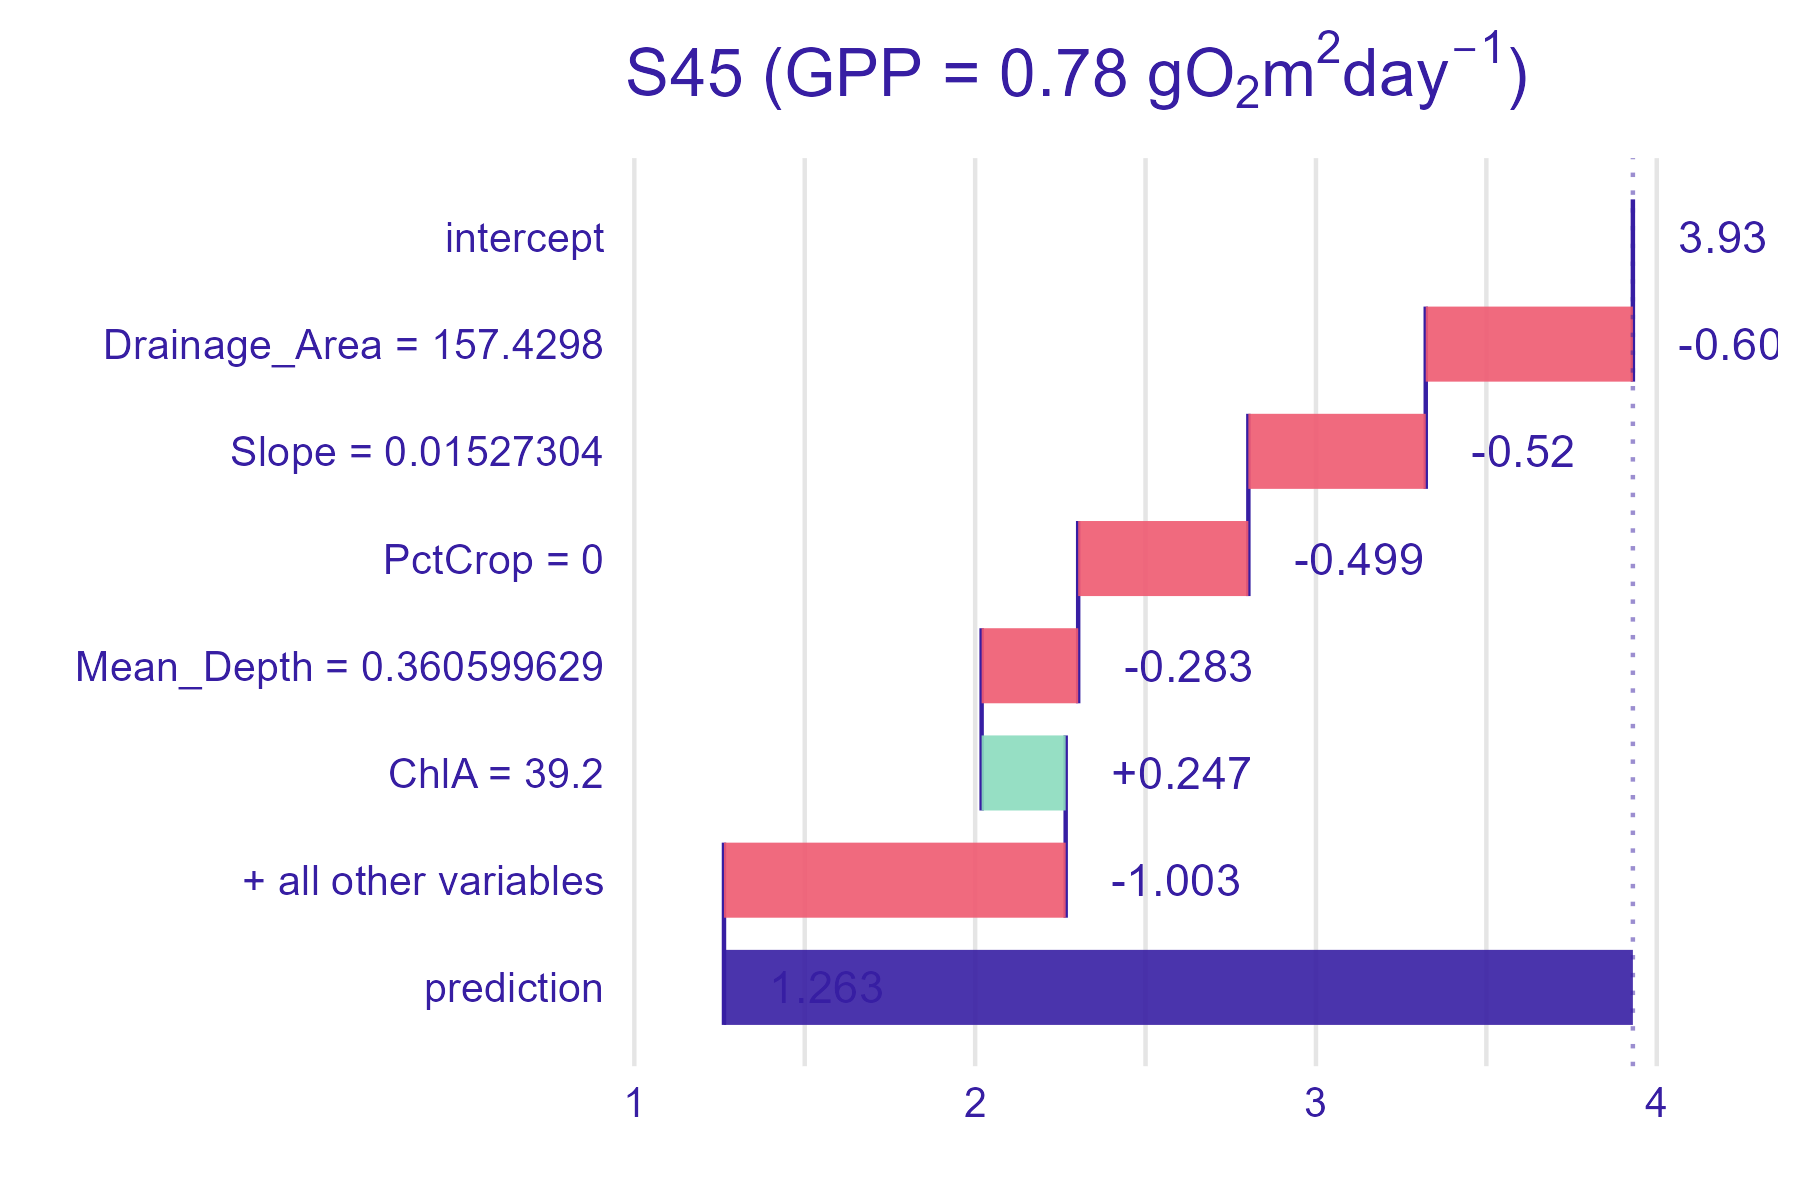 S45 (GPP = 0.78 gO₂m²day⁻¹)
intercept 3.93
Drainage_Area = 157.4298 -0.60
Slope = 0.01527304 -0.52
PctCrop = 0 -0.499
Mean_Depth = 0.360599629 -0.283
ChlA = 39.2 +0.247
+ all other variables -1.003
prediction 1.263
1 2 3 4